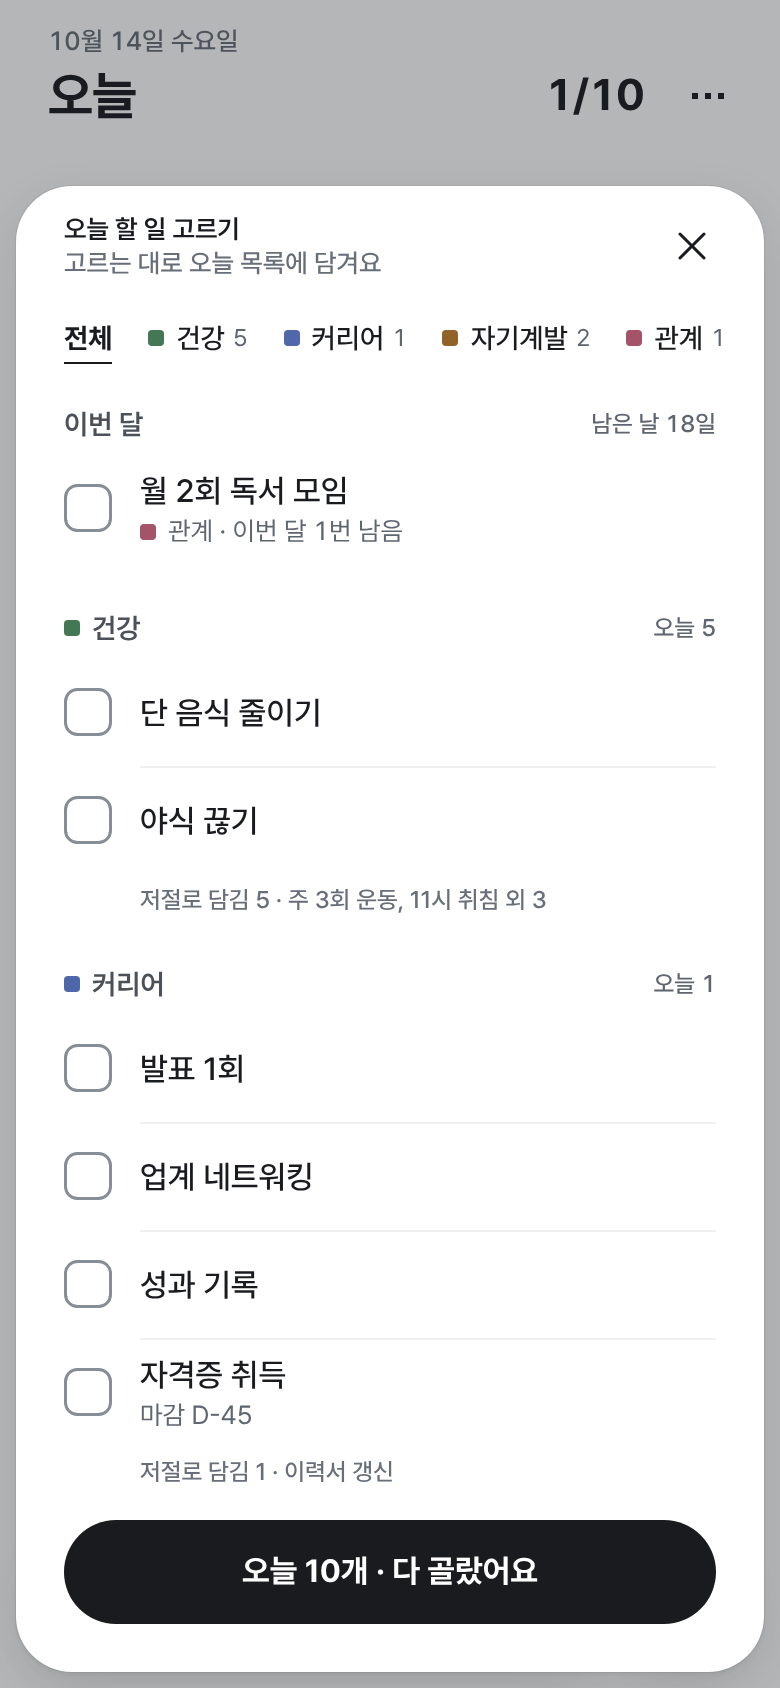 10월 14일 수요일
오늘
1/10
오늘 할 일 고르기
고르는 대로 오늘 목록에 담겨요
전체 건강 5 커리어 1 자기계발 2 관계 1
이번 달 남은 날 18일
월 2회 독서 모임
관계 · 이번 달 1번 남음
건강 오늘 5
단 음식 줄이기
야식 끊기
저절로 담김 5 · 주 3회 운동, 11시 취침 외 3
커리어 오늘 1
발표 1회
업계 네트워킹
성과 기록
자격증 취득
마감 D-45
저절로 담김 1 · 이력서 갱신
오늘 10개 · 다 골랐어요